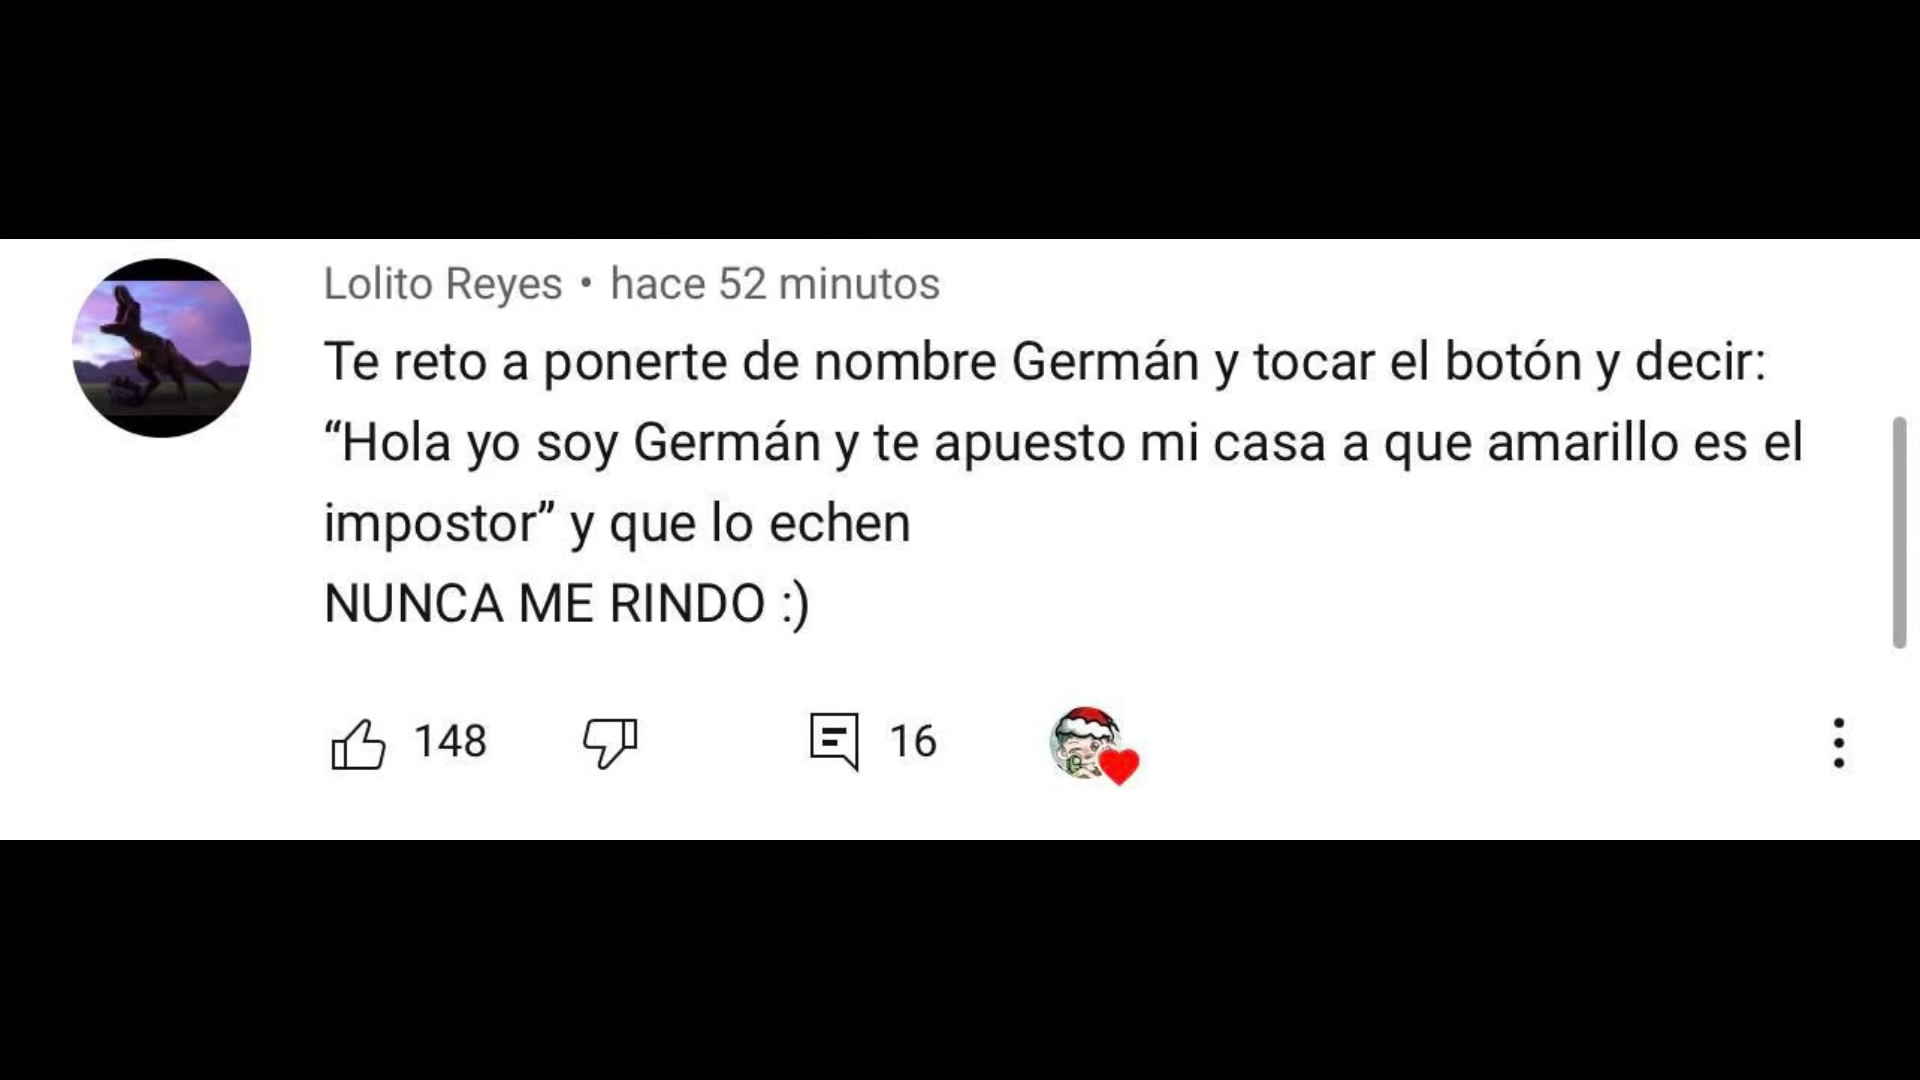 Lolito Reyes • hace 52 minutos
Te reto a ponerte de nombre Germán y tocar el botón y decir:
“Hola yo soy Germán y te apuesto mi casa a que amarillo es el
impostor” y que lo echen
NUNCA ME RINDO :)
148 16